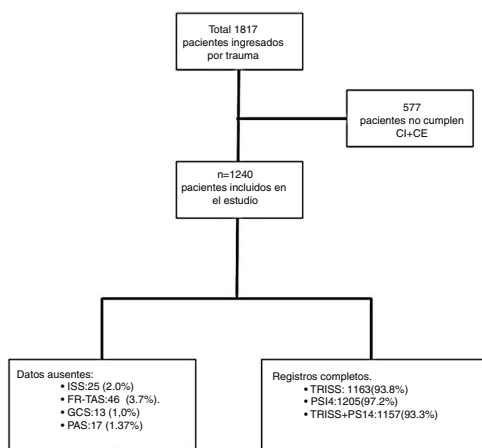 Total 1817
pacientes ingresados
por trauma
577
pacientes no cumplen
CI+CE
n=1240
pacientes incluidos en
el estudio
Datos ausentes:
• ISS:25 (2.0%)
• FR-TAS:46 (3.7%).
• GCS:13 (1,0%)
• PAS:17 (1.37%)
Registros completos.
• TRISS: 1163(93.8%)
• PSI4:1205(97.2%)
• TRISS+PS14:1157(93.3%)